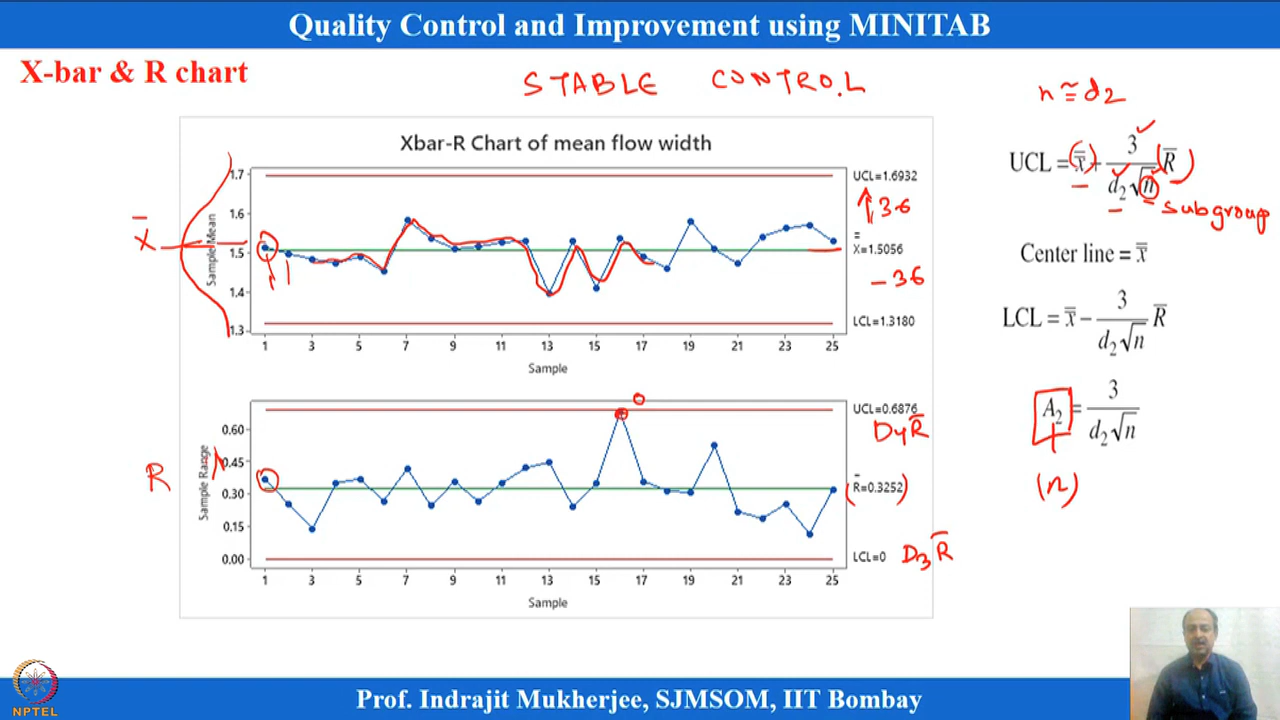 Quality Control and Improvement using MINITAB
X-bar & R chart
STABLE CONTROL
n ≅ d2
Xbar-R Chart of mean flow width
X̄
Sample Mean
1.7
1.6
1.5
1.4
1.3
UCL=1.6932
3σ
X̿=1.5056
-3σ
LCL=1.3180
1 3 5 7 9 11 13 15 17 19 21 23 25
Sample
R
Sample Range
0.60
0.45
0.30
0.15
0.00
UCL=0.6876
D4R̄
R̄=0.3252
LCL=0
D3R̄
1 3 5 7 9 11 13 15 17 19 21 23 25
Sample
UCL = x̿ + 3/(d₂√n) R̄
subgroup
Center line = x̿
LCL = x̿ − 3/(d₂√n) R̄
A₂ = 3/(d₂√n)
(n)
NPTEL
Prof. Indrajit Mukherjee, SJMSOM, IIT Bombay